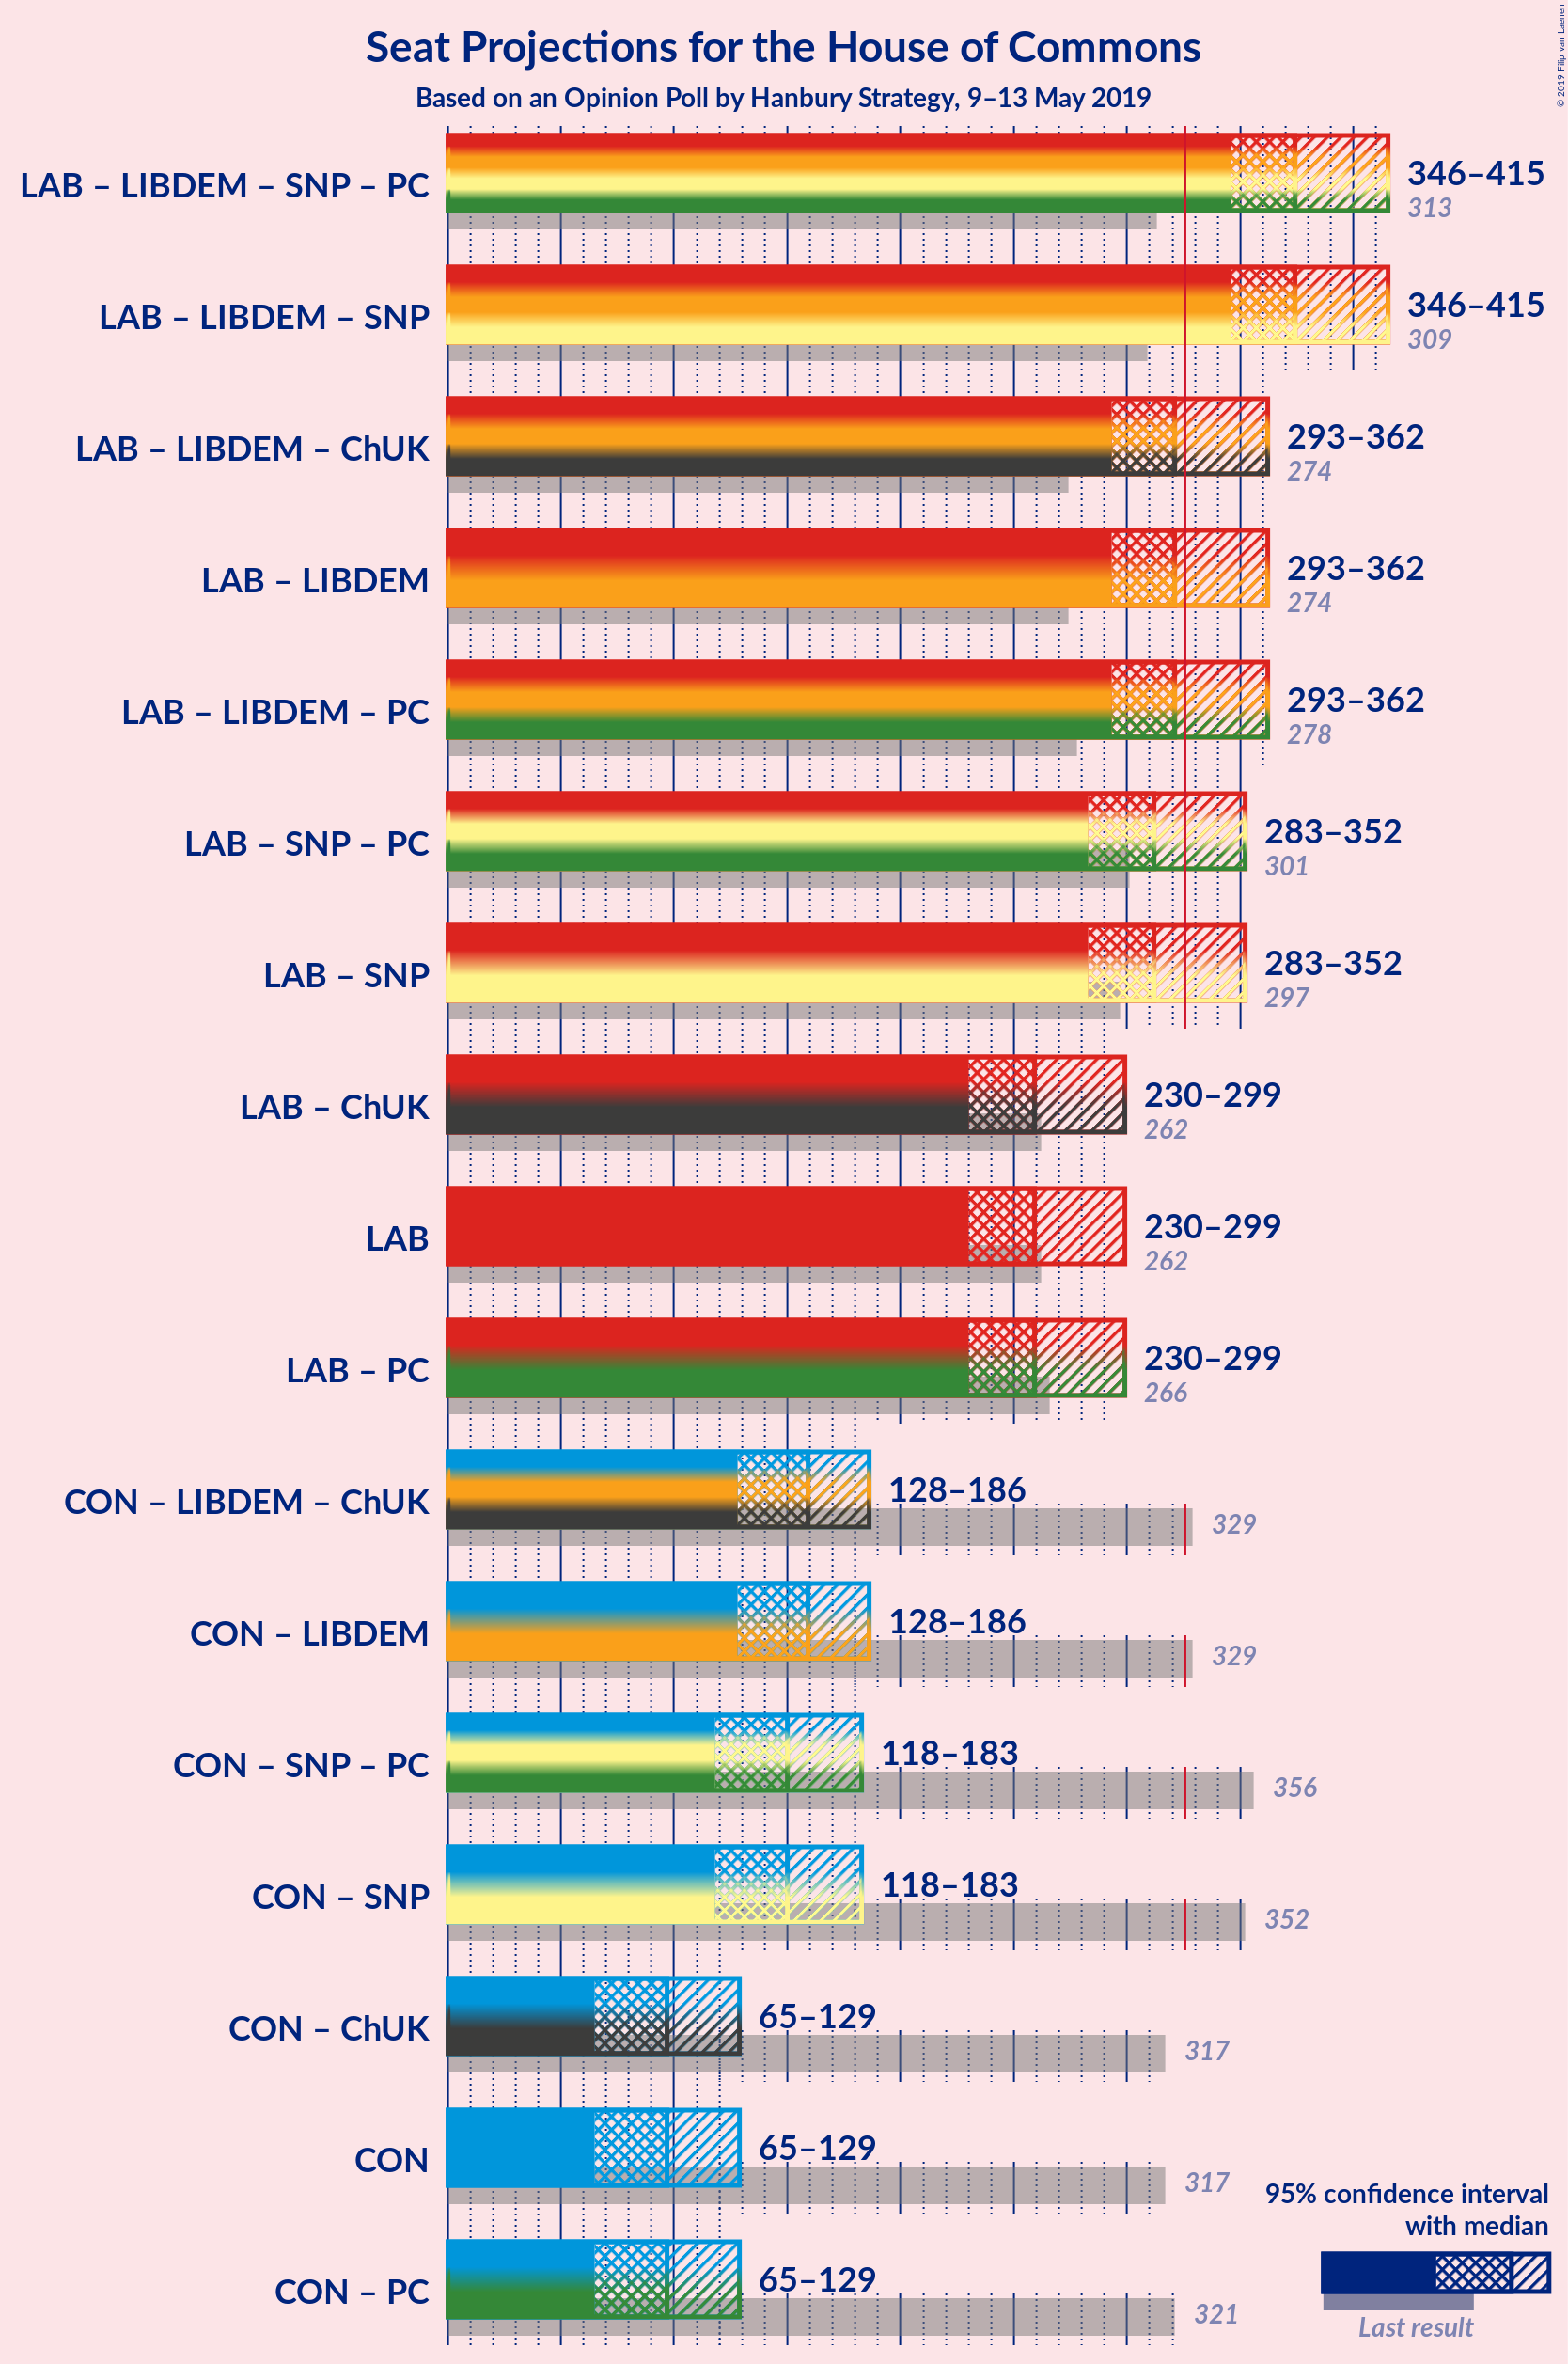 Seat Projections for the House of Commons
Based on an Opinion Poll by Hanbury Strategy, 9–13 May 2019
© 2019 Filip van Laenen
LAB – LIBDEM – SNP – PC
346–415
313
LAB – LIBDEM – SNP
346–415
309
LAB – LIBDEM – ChUK
293–362
274
LAB – LIBDEM
293–362
274
LAB – LIBDEM – PC
293–362
278
LAB – SNP – PC
283–352
301
LAB – SNP
283–352
297
LAB – ChUK
230–299
262
LAB
230–299
262
LAB – PC
230–299
266
CON – LIBDEM – ChUK
128–186
329
CON – LIBDEM
128–186
329
CON – SNP – PC
118–183
356
CON – SNP
118–183
352
CON – ChUK
65–129
317
CON
65–129
317
CON – PC
65–129
321
95% confidence interval
with median
Last result